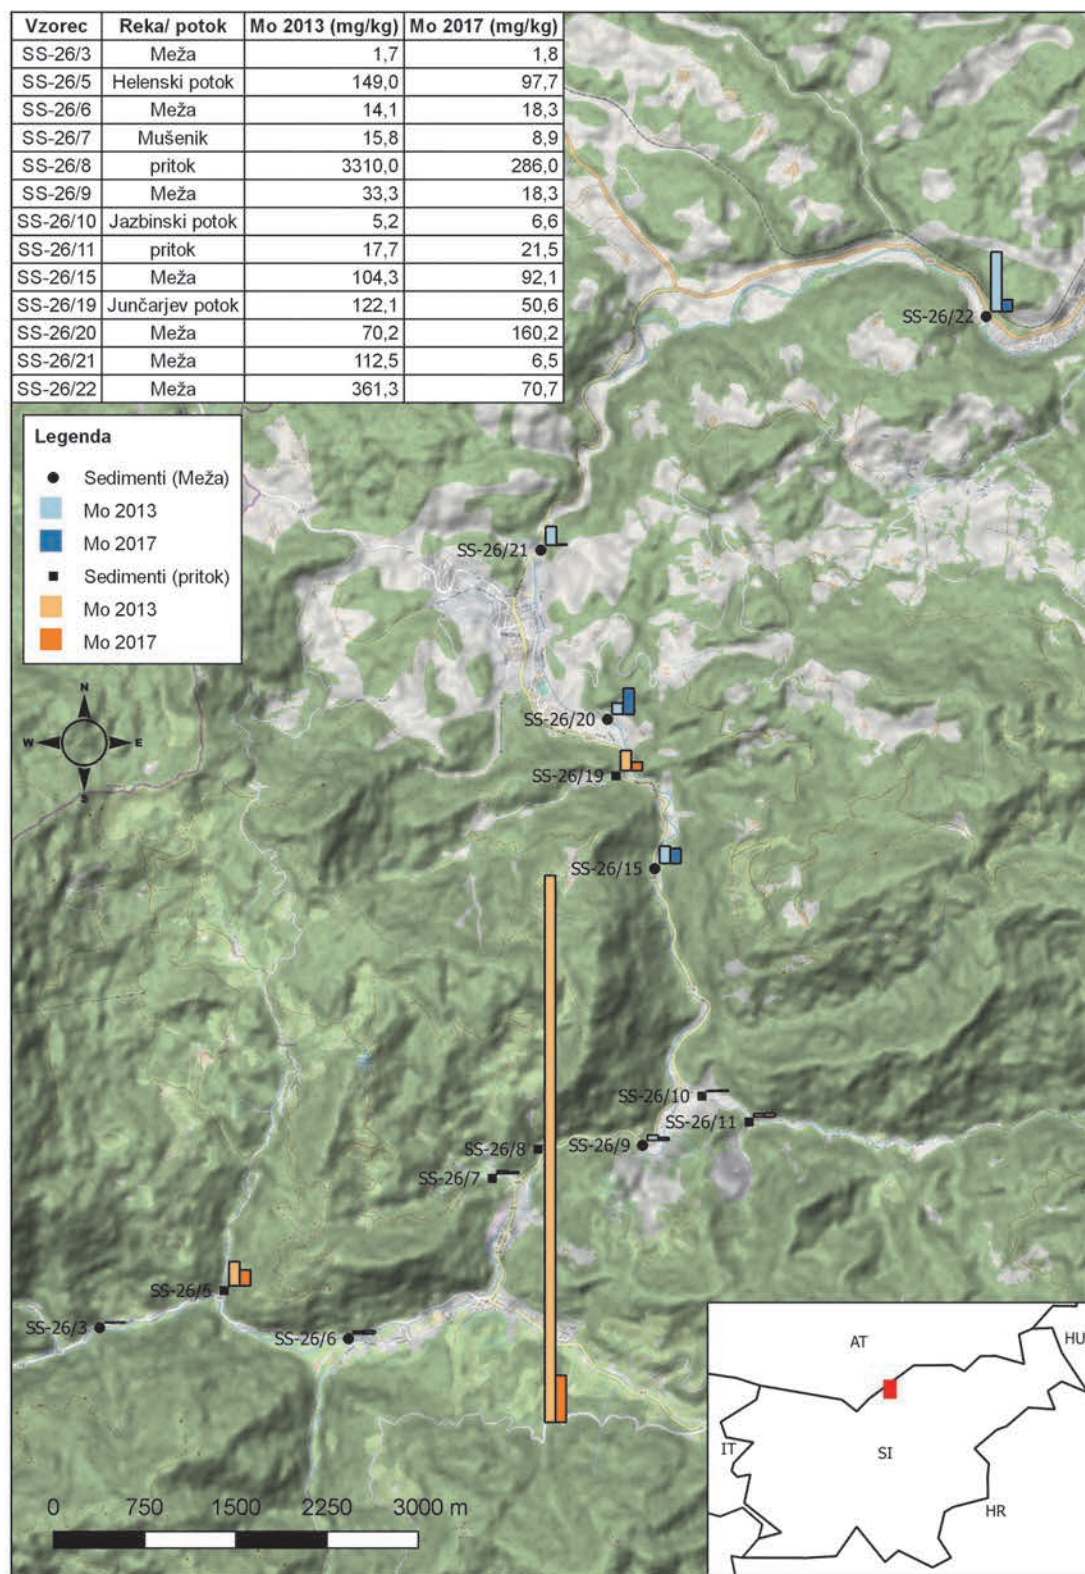 Vzorec Reka/ potok Mo 2013 (mg/kg) Mo 2017 (mg/kg)
SS-26/3 Meža 1,7 1,8
SS-26/5 Helenski potok 149,0 97,7
SS-26/6 Meža 14,1 18,3
SS-26/7 Mušenik 15,8 8,9
SS-26/8 pritok 3310,0 286,0
SS-26/9 Meža 33,3 18,3
SS-26/10 Jazbinski potok 5,2 6,6
SS-26/11 pritok 17,7 21,5
SS-26/15 Meža 104,3 92,1
SS-26/19 Junčarjev potok 122,1 50,6
SS-26/20 Meža 70,2 160,2
SS-26/21 Meža 112,5 6,5
SS-26/22 Meža 361,3 70,7
SS-26/22
Legenda
Sedimenti (Meža)
Mo 2013
Mo 2017
Sedimenti (pritok)
Mo 2013
Mo 2017
SS-26/21
N
W E
S
SS-26/20
SS-26/19
SS-26/15
SS-26/10
SS-26/11
SS-26/9
SS-26/8
SS-26/7
SS-26/5
SS-26/3
SS-26/6
AT
HU
IT
SI
HR
0 750 1500 2250 3000 m